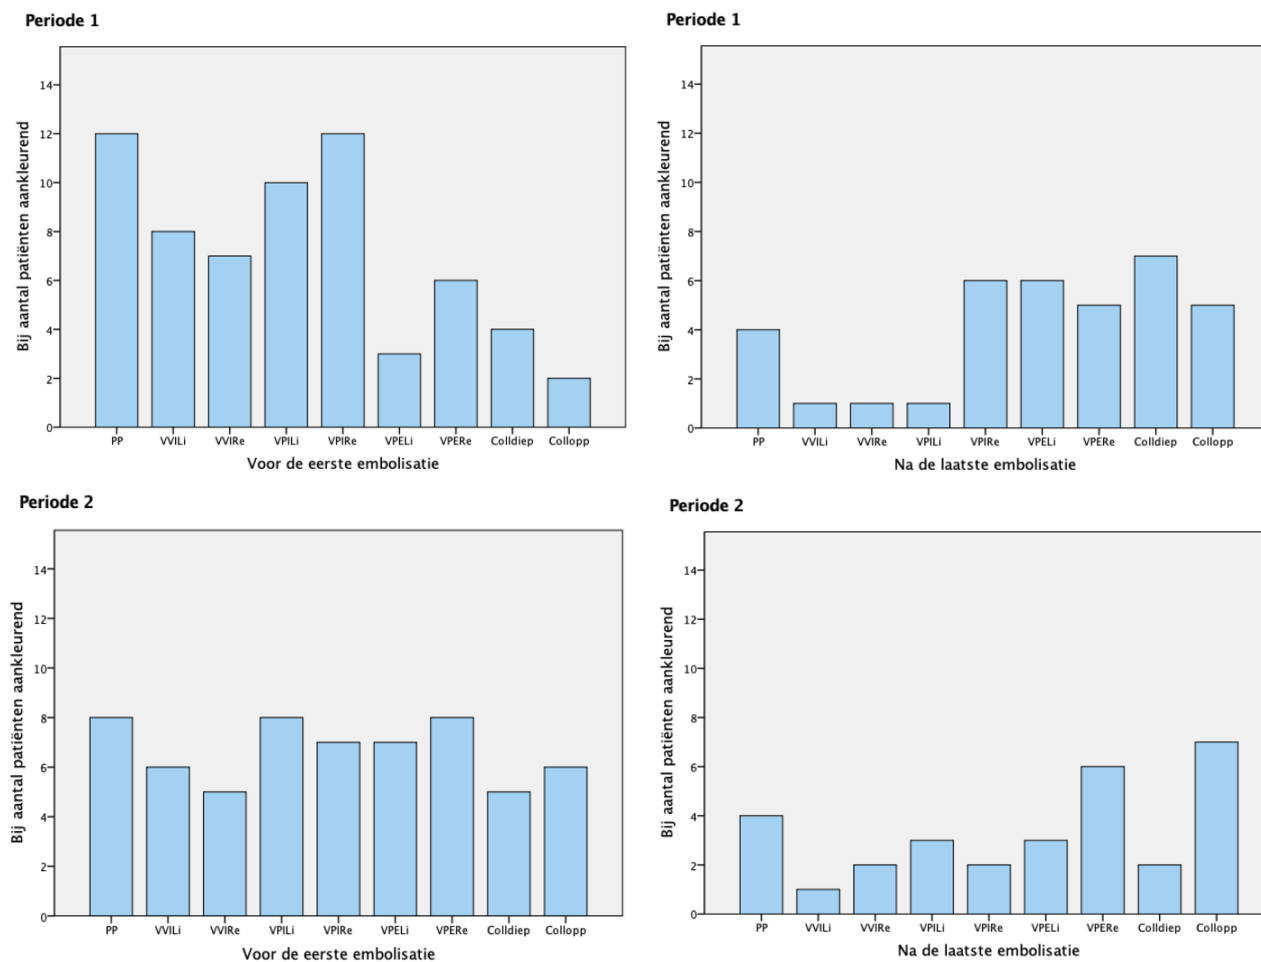 Periode 1
Bij aantal patiënten aankleurend
14
12
10
8
6
4
2
0
PP VVILi VVIRe VPILi VPIRe VPELi VPERe Colldiep Collopp
Voor de eerste embolisatie
Periode 1
Bij aantal patiënten aankleurend
14
12
10
8
6
4
2
0
PP VVILi VVIRe VPILi VPIRe VPELi VPERe Colldiep Collopp
Na de laatste embolisatie
Periode 2
Bij aantal patiënten aankleurend
14
12
10
8
6
4
2
0
PP VVILi VVIRe VPILi VPIRe VPELi VPERe Colldiep Collopp
Voor de eerste embolisatie
Periode 2
Bij aantal patiënten aankleurend
14
12
10
8
6
4
2
0
PP VVILi VVIRe VPILi VPIRe VPELi VPERe Colldiep Collopp
Na de laatste embolisatie